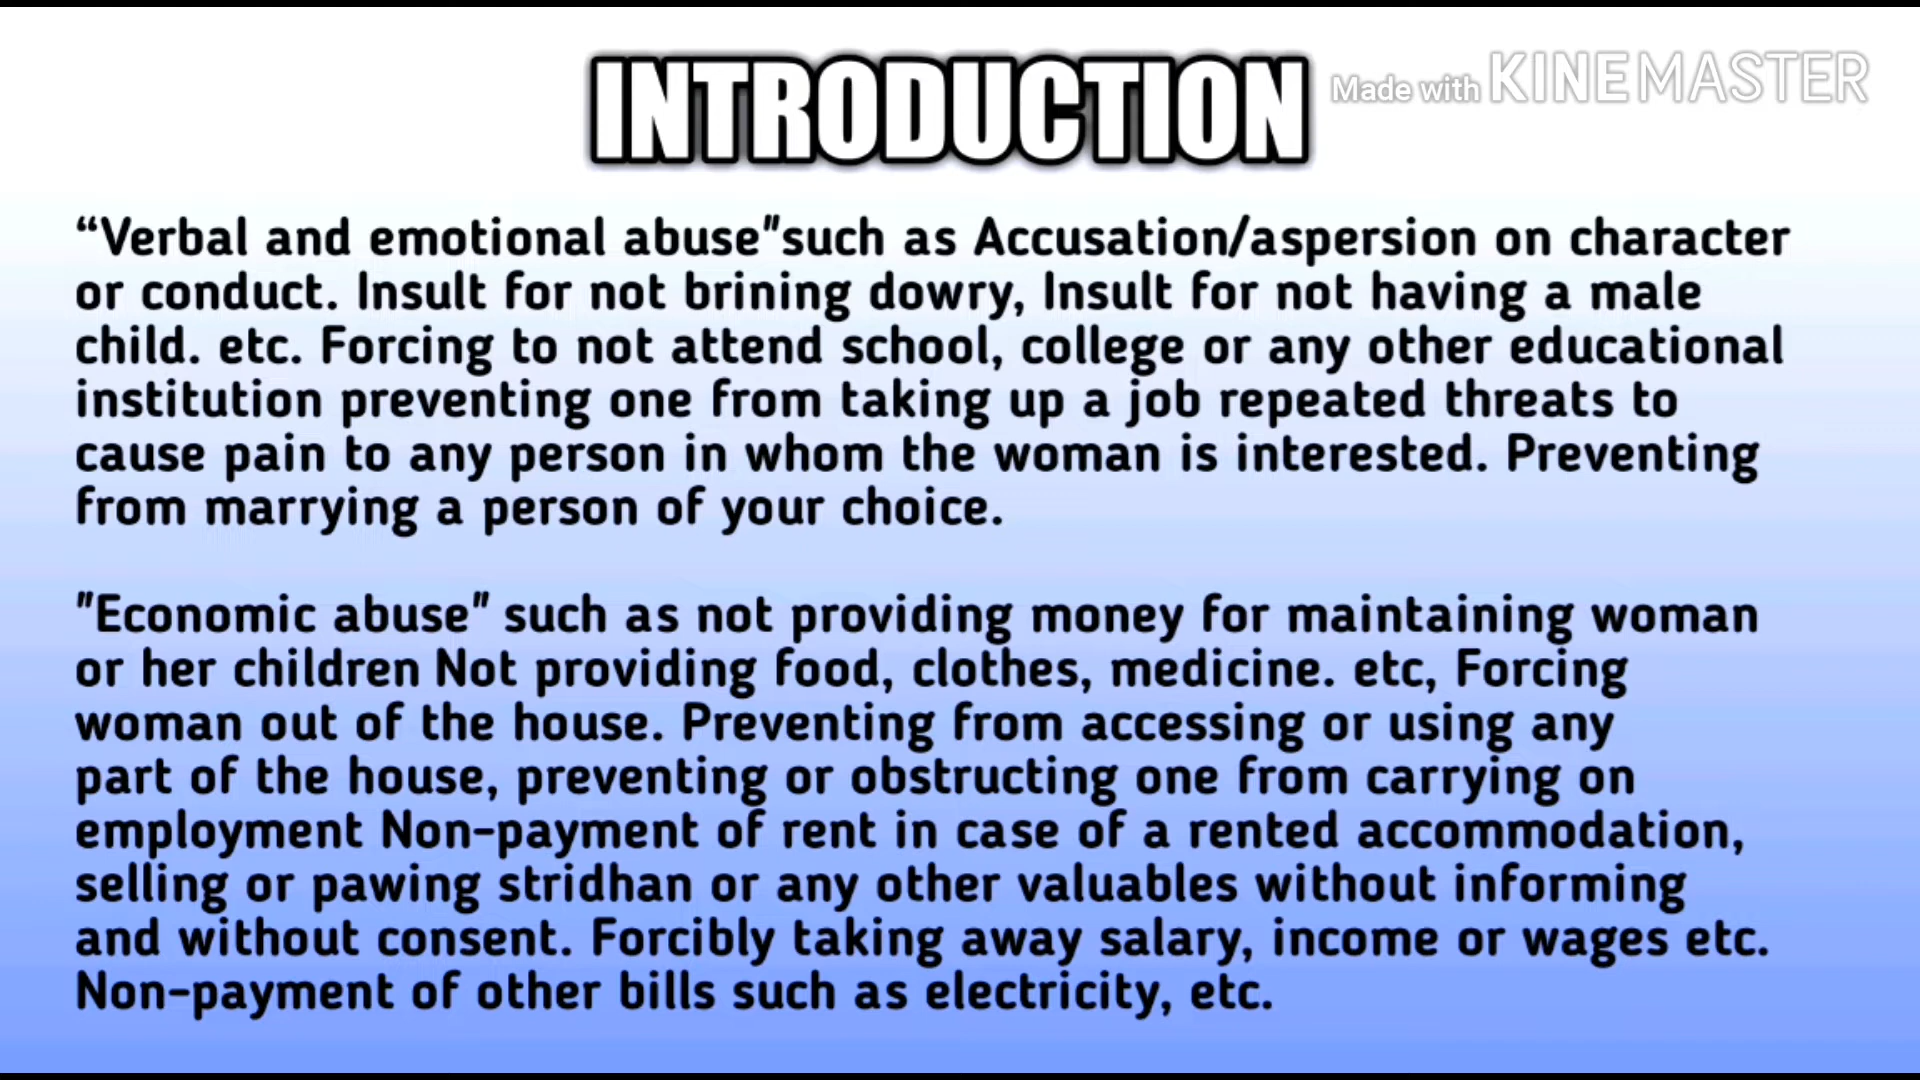 INTRODUCTION
Made with KINEMASTER
“Verbal and emotional abuse"such as Accusation/aspersion on character
or conduct. Insult for not brining dowry, Insult for not having a male
child. etc. Forcing to not attend school, college or any other educational
institution preventing one from taking up a job repeated threats to
cause pain to any person in whom the woman is interested. Preventing
from marrying a person of your choice.
"Economic abuse" such as not providing money for maintaining woman
or her children Not providing food, clothes, medicine. etc, Forcing
woman out of the house. Preventing from accessing or using any
part of the house, preventing or obstructing one from carrying on
employment Non-payment of rent in case of a rented accommodation,
selling or pawing stridhan or any other valuables without informing
and without consent. Forcibly taking away salary, income or wages etc.
Non-payment of other bills such as electricity, etc.